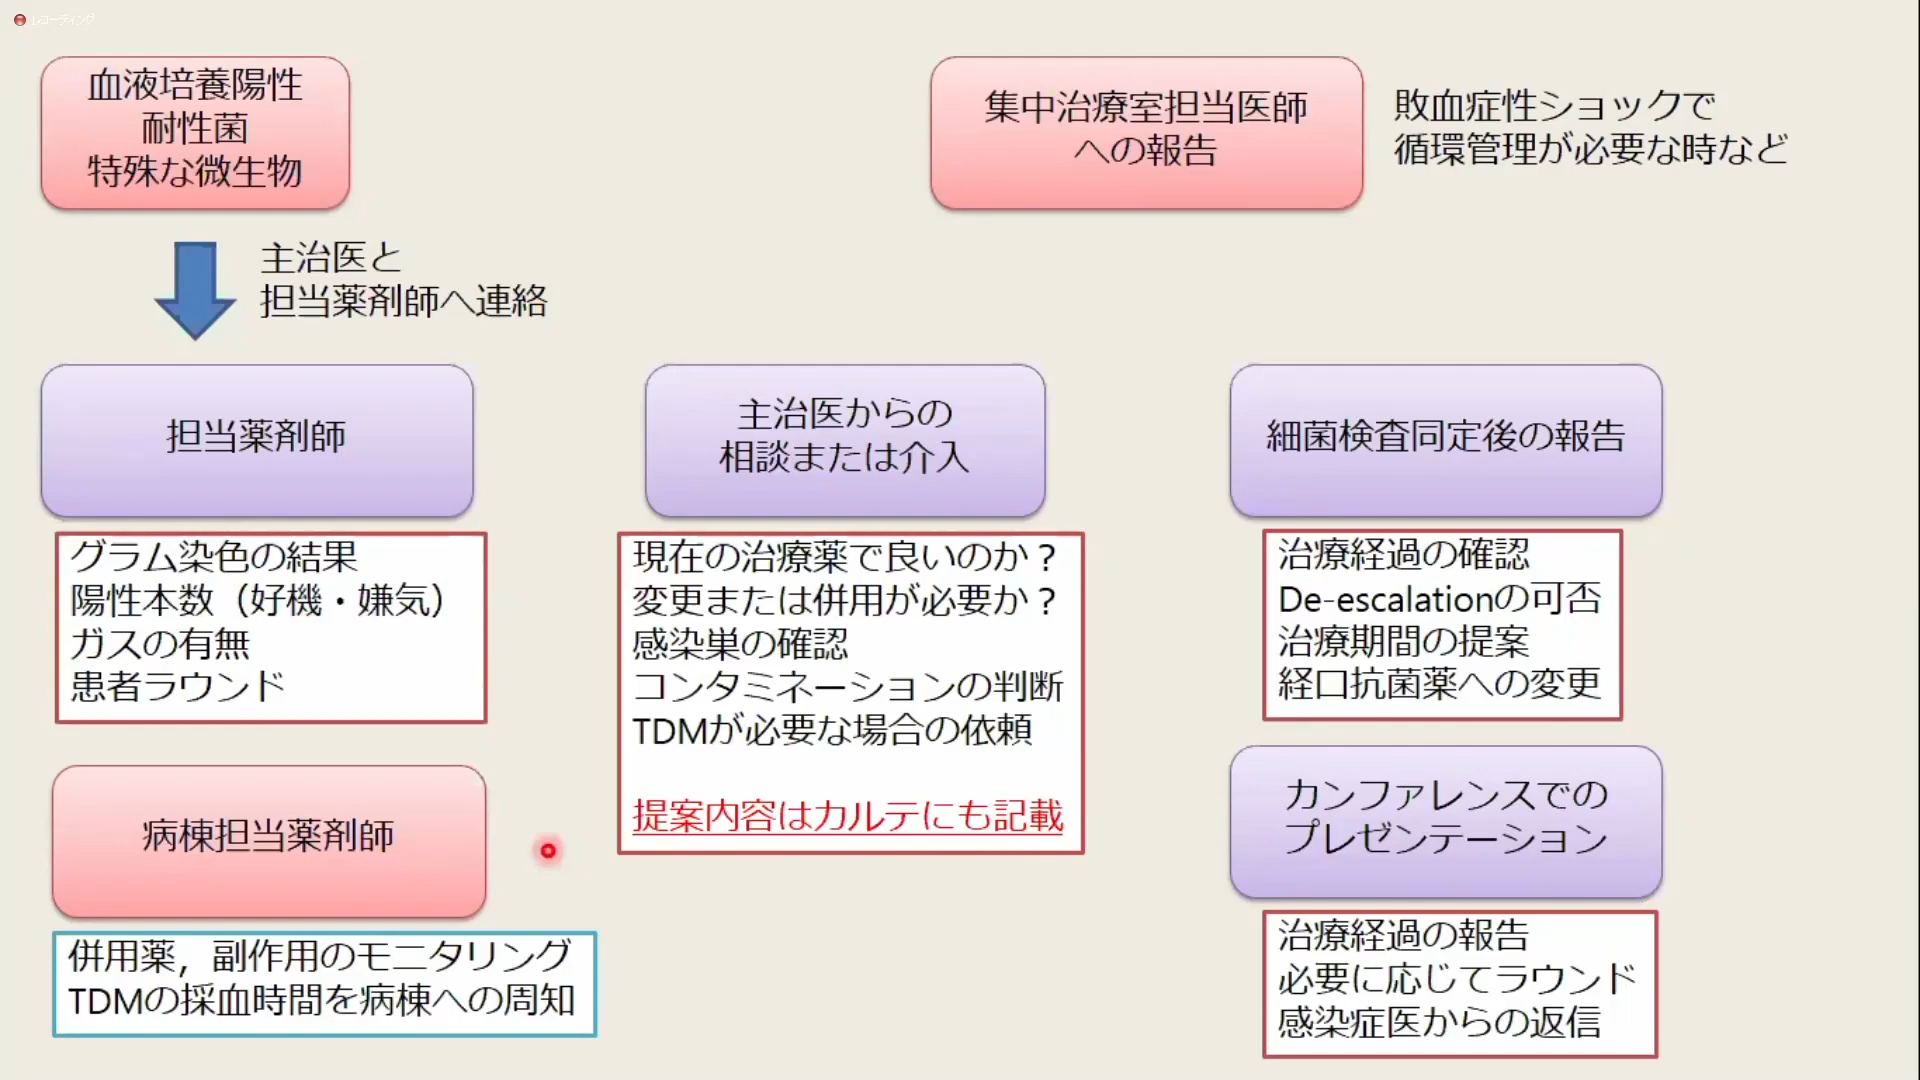 レコーディング
血液培養陽性
耐性菌
特殊な微生物
集中治療室担当医師
への報告
敗血症性ショックで
循環管理が必要な時など
主治医と
担当薬剤師へ連絡
担当薬剤師
グラム染色の結果
陽性本数（好機・嫌気）
ガスの有無
患者ラウンド
病棟担当薬剤師
併用薬，副作用のモニタリング
TDMの採血時間を病棟への周知
主治医からの
相談または介入
現在の治療薬で良いのか？
変更または併用が必要か？
感染巣の確認
コンタミネーションの判断
TDMが必要な場合の依頼
提案内容はカルテにも記載
細菌検査同定後の報告
治療経過の確認
De-escalationの可否
治療期間の提案
経口抗菌薬への変更
カンファレンスでの
プレゼンテーション
治療経過の報告
必要に応じてラウンド
感染症医からの返信